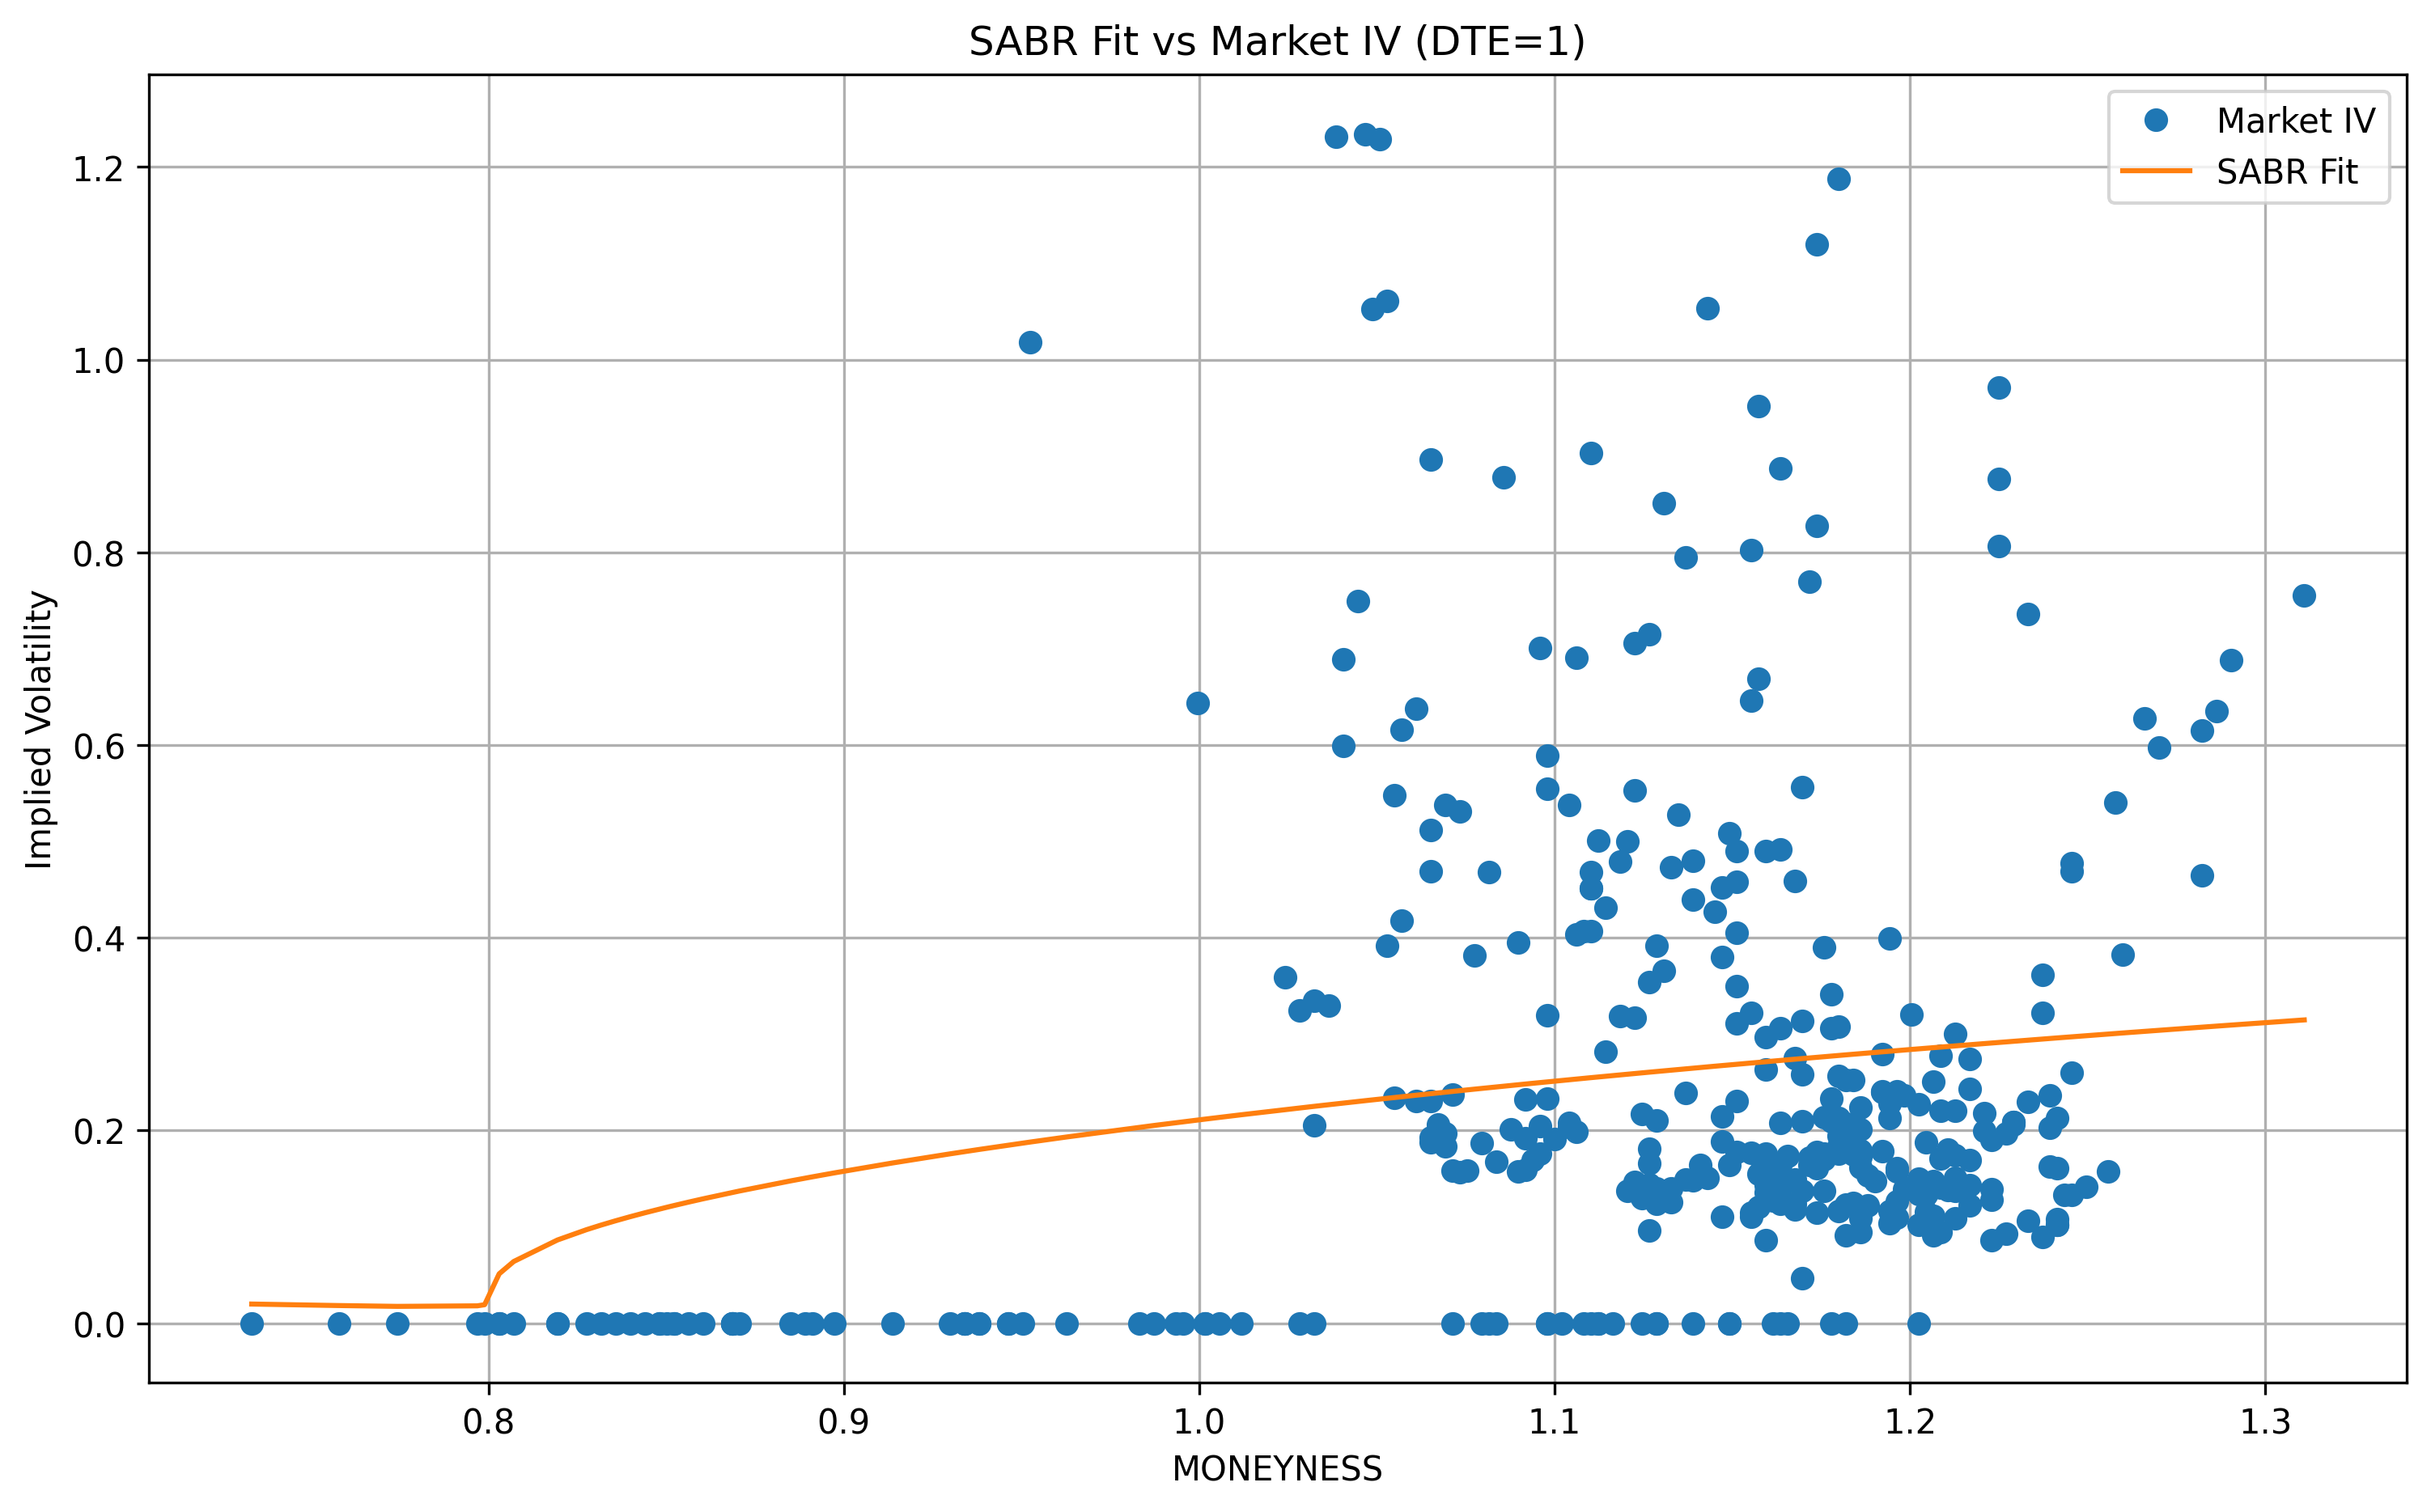 SABR Fit vs Market IV (DTE=1)
Market IV
SABR Fit
Implied Volatility
1.2
1.0
0.8
0.6
0.4
0.2
0.0
0.8 0.9 1.0 1.1 1.2 1.3
MONEYNESS